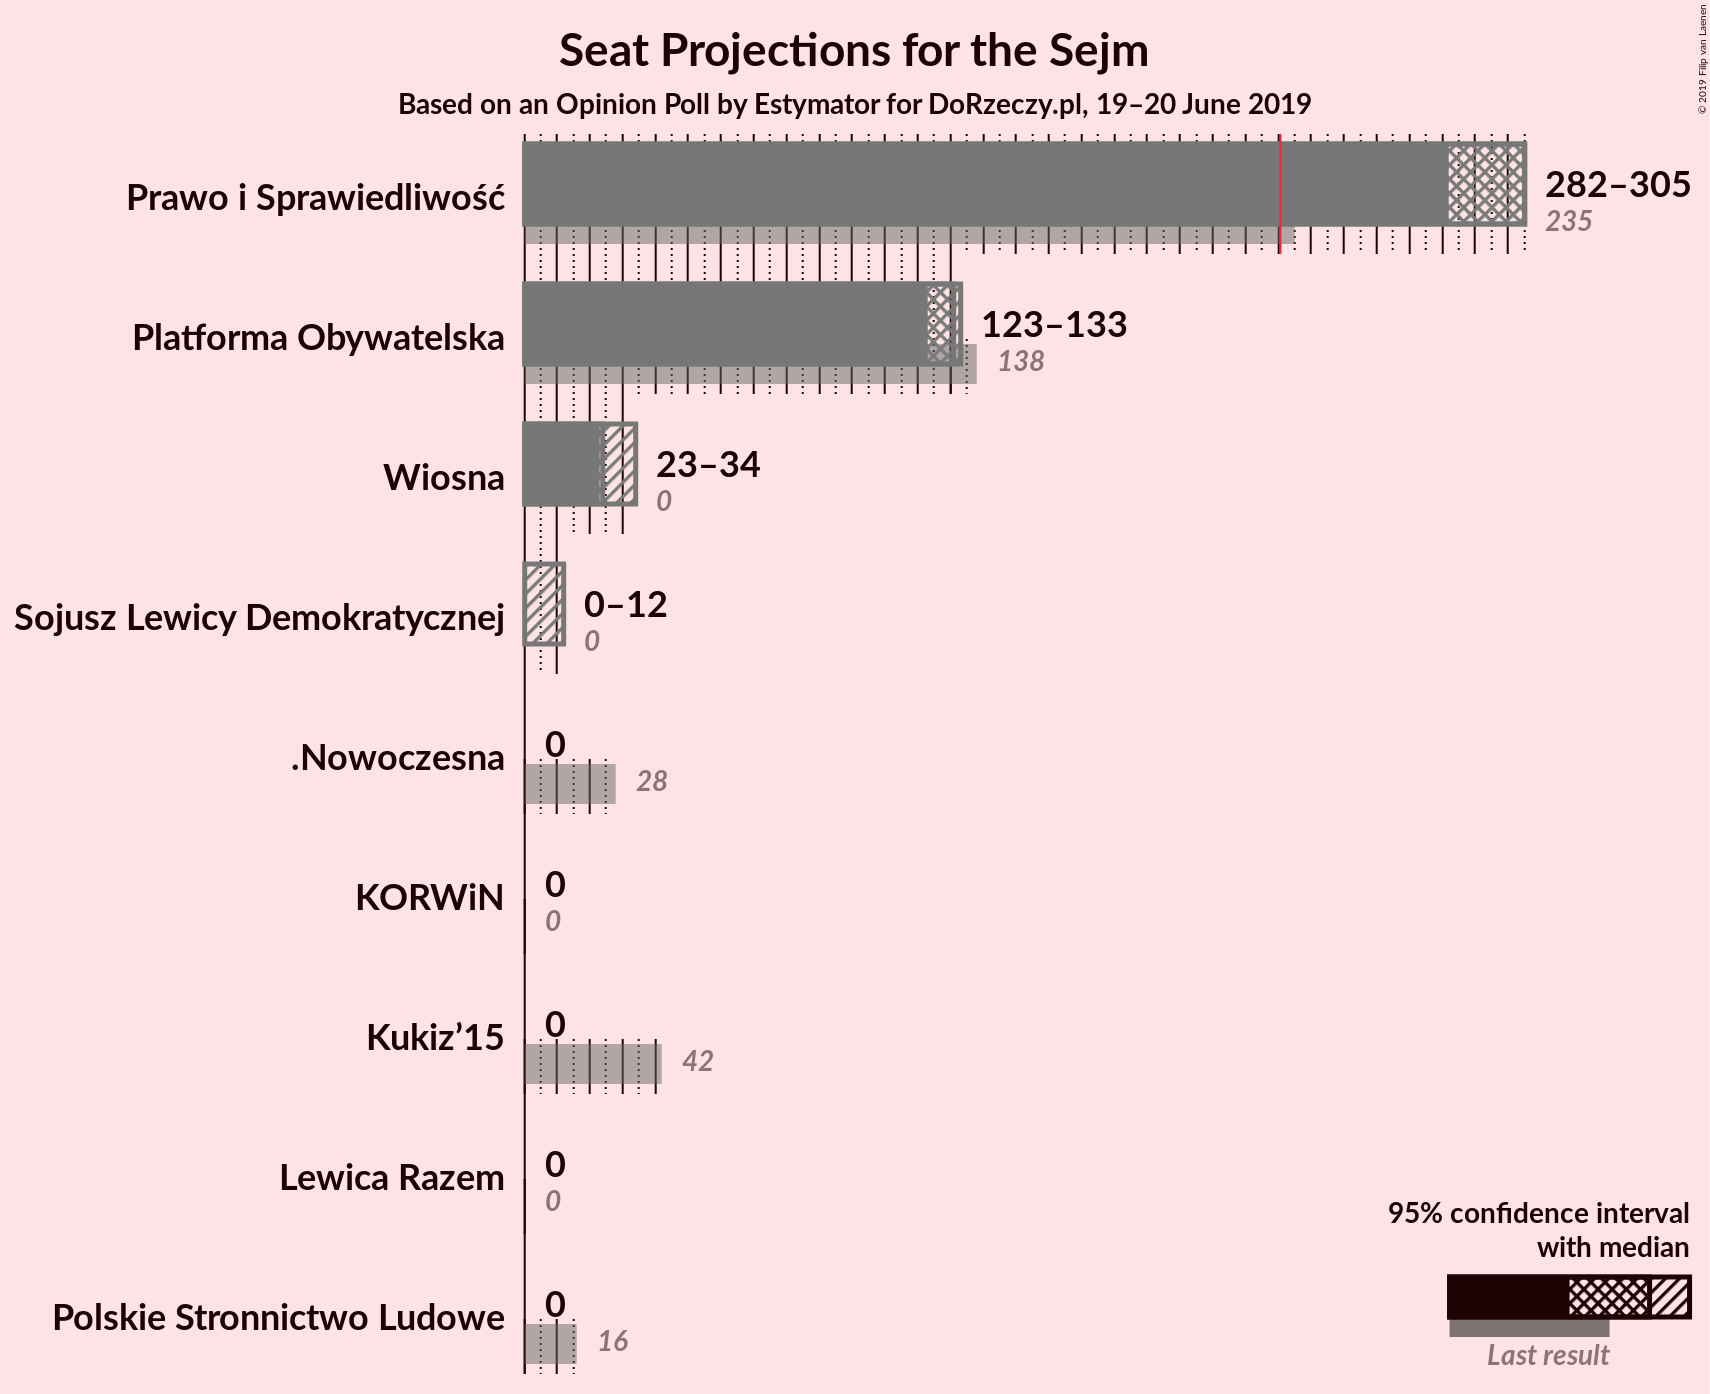 Seat Projections for the Sejm
Based on an Opinion Poll by Estymator for DoRzeczy.pl, 19–20 June 2019
© 2019 Filip van Laenen
Prawo i Sprawiedliwość
282–305
235
Platforma Obywatelska
123–133
138
Wiosna
23–34
0
Sojusz Lewicy Demokratycznej
0–12
0
.Nowoczesna
0
28
KORWiN
0
0
Kukiz’15
0
42
Lewica Razem
0
0
Polskie Stronnictwo Ludowe
0
16
95% confidence interval
with median
Last result